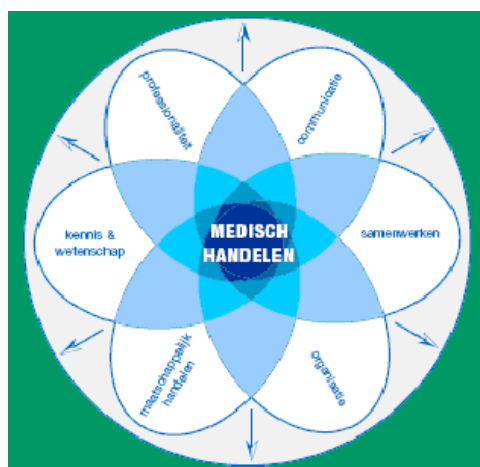 professionaliteit
communicatie
kennis &
wetenschap
MEDISCH
HANDELEN
samenwerken
maatschappelijk
handelen
organisatie